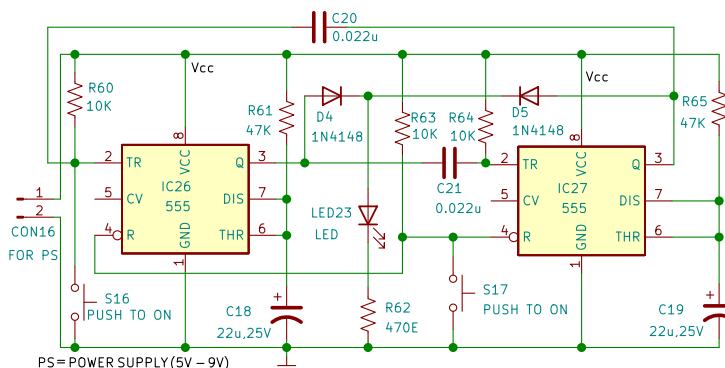 C20
0.022u
Vcc
Vcc
R60
10K
R61
47K
D4
1N4148
R63
10K
R64
10K
D5
1N4148
R65
47K
2
TR
8
VCC
Q
3
5
CV
IC26
555
DIS
7
4
R
GND
THR
6
1
C21
0.022u
2
TR
8
VCC
Q
3
5
CV
IC27
555
DIS
7
4
R
GND
THR
6
1
1
2
CON16
FOR PS
LED23
LED
S16
PUSH TO ON
C18
22u,25V
+
R62
470E
S17
PUSH TO ON
C19
22u,25V
+
PS=POWER SUPPLY(5V-9V)